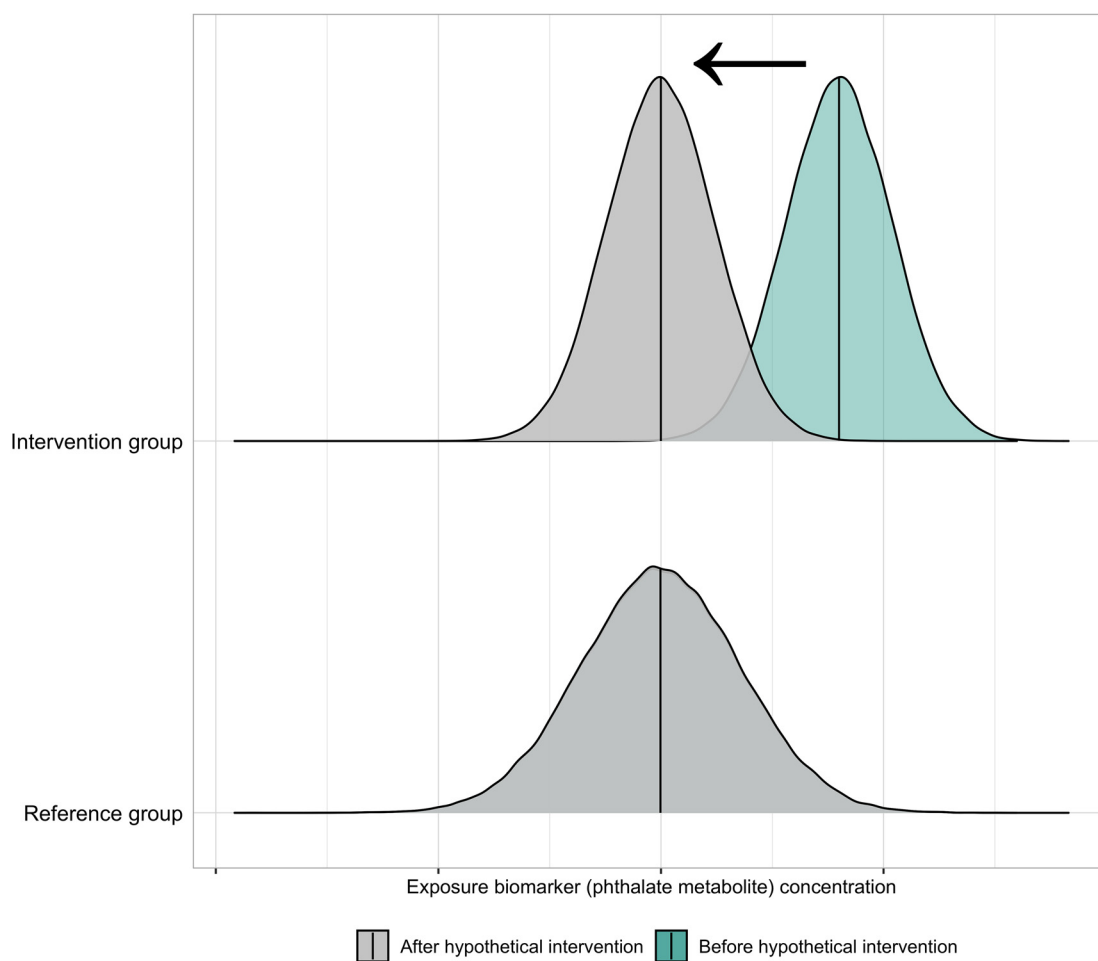 Intervention group
Reference group
Exposure biomarker (phthalate metabolite) concentration
After hypothetical intervention
Before hypothetical intervention